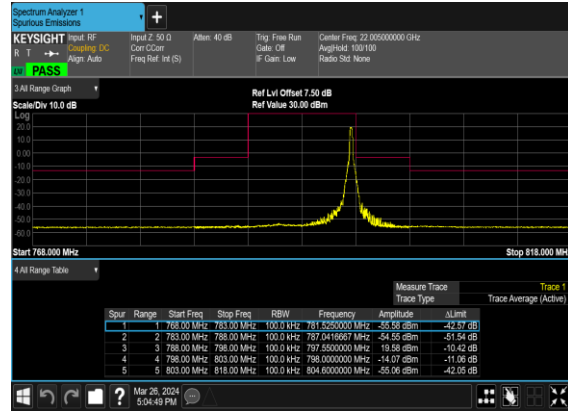 Spectrum Analyzer 1
Spurious Emissions
+
KEYSIGHT Input: RF Input Z: 50 Ω Atten: 40 dB Trig: Free Run Center Freq: 22.005000000 GHz
R T Coupling: DC Corr CCorr Gate: Off Avg|Hold: 100/100
Align: Auto Freq Ref: Int (S) IF Gain: Low Radio Std: None
PASS
3 All Range Graph Ref Lvl Offset 7.50 dB
Scale/Div 10.0 dB Ref Value 30.00 dBm
Log
20.0
10.0
0.00
-10.0
-20.0
-30.0
-40.0
-50.0
-60.0
Start 768.000 MHz Stop 818.000 MH
4 All Range Table
Measure Trace Trace 1
Trace Type Trace Average (Active)
Spur Range Start Freq Stop Freq RBW Frequency Amplitude ΔLimit
1 1 768.00 MHz 783.00 MHz 100.0 kHz 781.5250000 MHz -55.58 dBm -42.57 dB
2 2 783.00 MHz 788.00 MHz 100.0 kHz 787.0416667 MHz -54.55 dBm -51.54 dB
3 3 788.00 MHz 798.00 MHz 100.0 kHz 797.5500000 MHz 19.58 dBm -10.42 dB
4 4 798.00 MHz 803.00 MHz 100.0 kHz 798.0000000 MHz -14.07 dBm -11.06 dB
5 5 803.00 MHz 818.00 MHz 100.0 kHz 804.6000000 MHz -55.06 dBm -42.05 dB
? Mar 26, 2024
5:04:49 PM